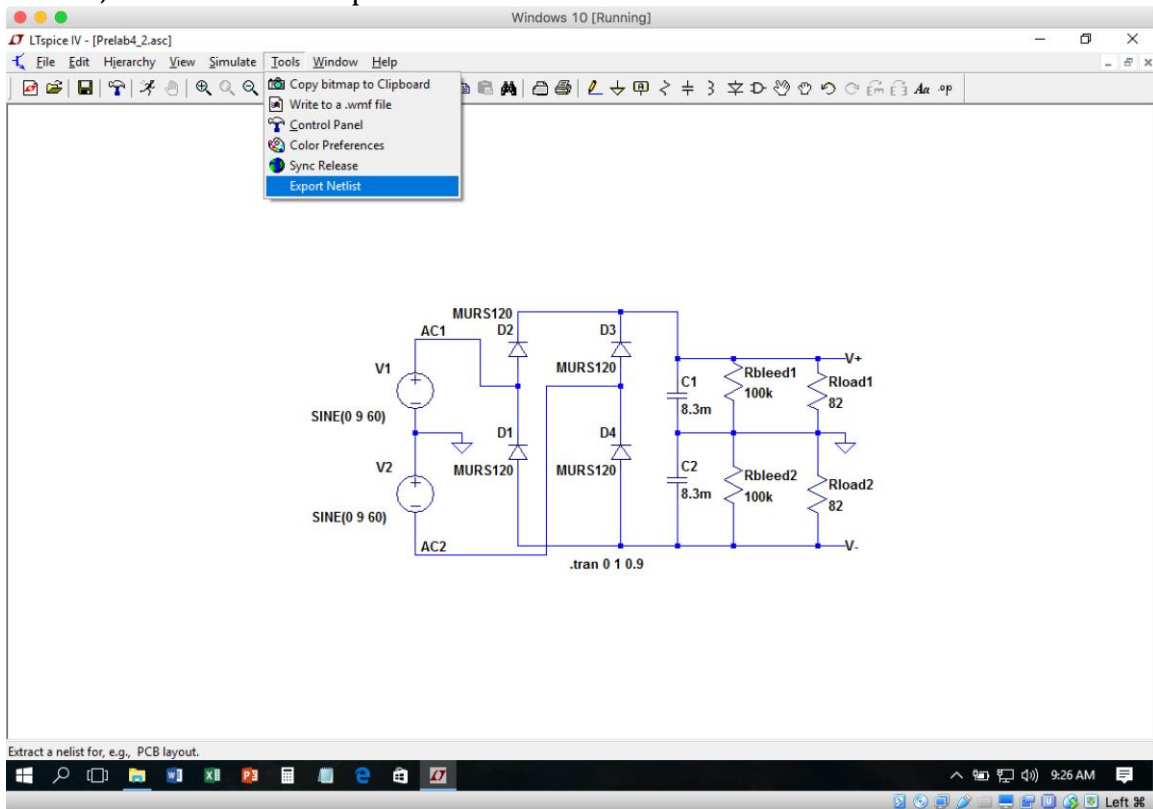 Windows 10 [Running]
LTspice IV - [Prelab4_2.asc]
File Edit Hierarchy View Simulate Tools Window Help
Copy bitmap to Clipboard
Write to a .wmf file
Control Panel
Color Preferences
Sync Release
Export Netlist
Aa .op
MURS120
AC1 D2 D3
V1 MURS120 V+
C1 Rbleed1 Rload1
8.3m 100k 82
SINE(0 9 60)
D1 D4
V2 MURS120 MURS120 C2 Rbleed2 Rload2
8.3m 100k 82
SINE(0 9 60)
AC2 V-
.tran 0 1 0.9
Extract a nelist for, e.g., PCB layout.
9:26 AM
Left ⌘